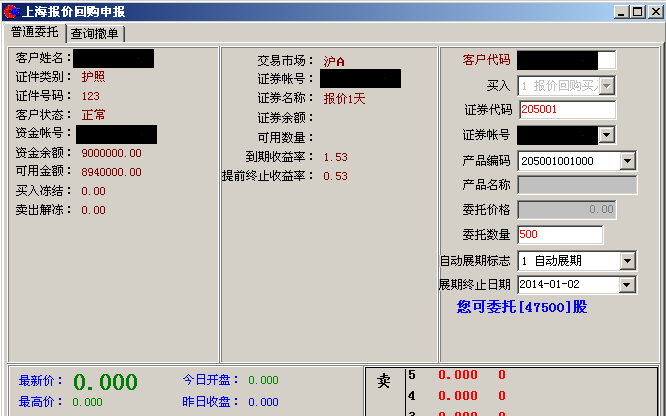 上海报价回购申报
普通委托 查询撤单
客户姓名：
证件类别： 护照
证件号码： 123
客户状态： 正常
资金帐号：
资金余额： 9000000.00
可用金额： 8940000.00
买入冻结： 0.00
卖出解冻： 0.00
交易市场： 沪A
证券帐号：
证券名称： 报价1天
证券余额：
可用数量：
到期收益率： 1.53
提前终止收益率： 0.53
客户代码
买入 1 报价回购买入
证券代码 205001
证券帐号
产品编码 205001001000
产品名称
委托价格 0.00
委托数量 500
自动展期标志 1 自动展期
展期终止日期 2014-01-02
您可委托[47500]股
最新价： 0.000 今日开盘： 0.000
最高价： 0.000 昨日收盘： 0.000
卖
5 0.000 0
4 0.000 0